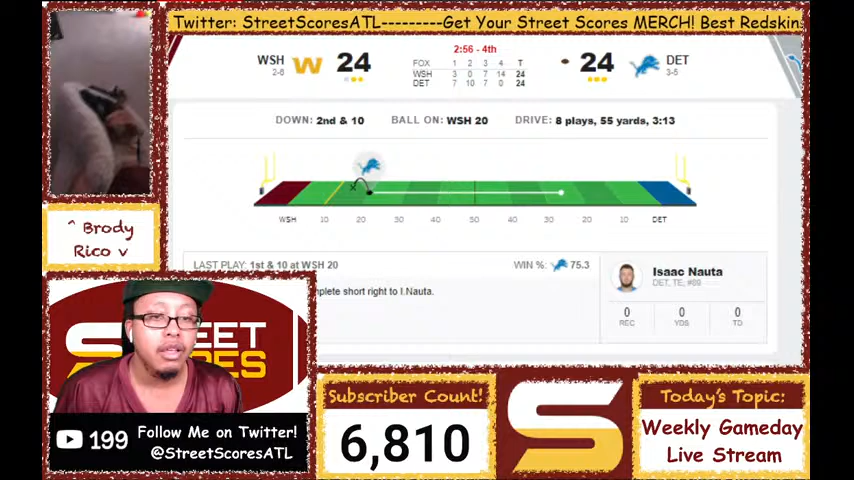 Twitter: StreetScoresATL---------Get Your Street Scores MERCH! Best Redskins
WSH
2-6
W
24
2:56 - 4th
FOX 1 2 3 4 T
WSH 3 0 7 14 24
DET 7 10 7 0 24
24
DET
3-5
DOWN: 2nd & 10 BALL ON: WSH 20 DRIVE: 8 plays, 55 yards, 3:13
WSH 10 20 30 40 50 40 30 20 10 DET
^ Brody
Rico v
LAST PLAY: 1st & 10 at WSH 20
WIN %: 75.3
plete short right to I.Nauta.
Isaac Nauta
DET, TE, #89
0 0 0
REC YDS TD
STREET
SCORES
199
Follow Me on Twitter!
@StreetScoresATL
Subscriber Count!
6,810
S
Today's Topic:
Weekly Gameday
Live Stream